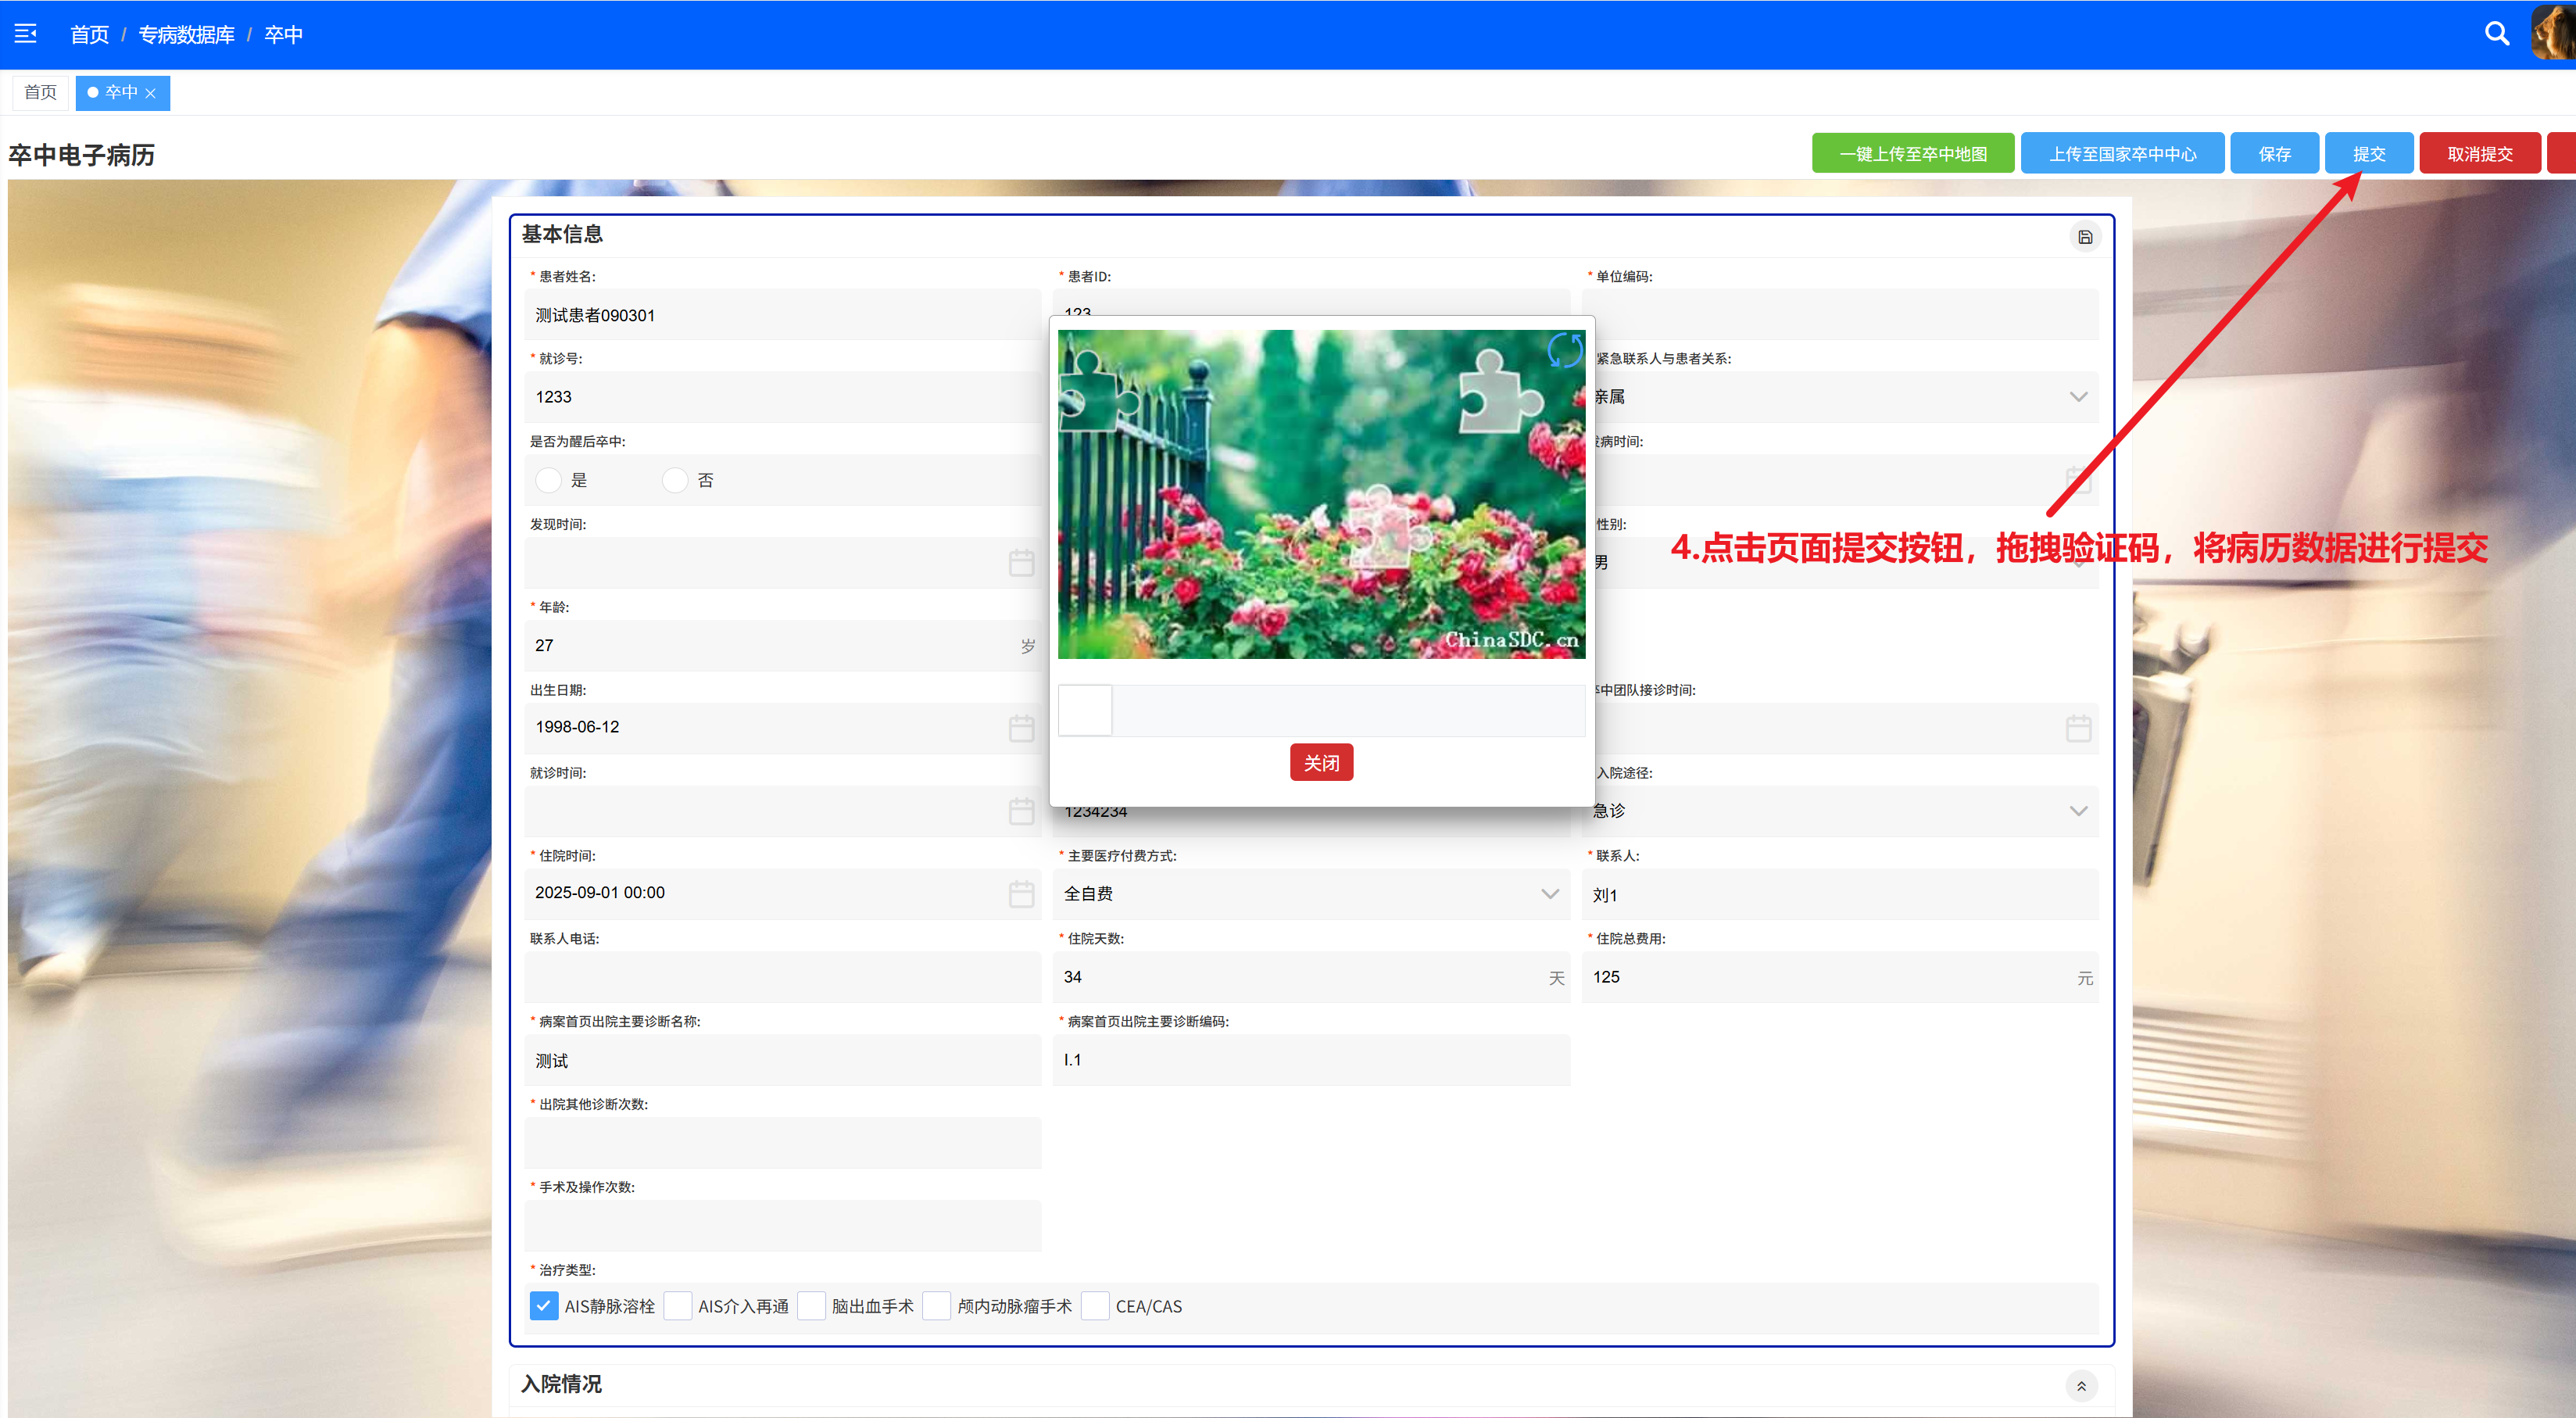 首页 / 专病数据库 / 卒中
首页 卒中
卒中电子病历
一键上传至卒中地图 上传至国家卒中中心 保存 提交 取消提交
基本信息
* 患者姓名: * 患者ID: * 单位编码:
测试患者090301 123
* 就诊号: 紧急联系人与患者关系:
1233 亲属
是否为醒后卒中: 病时间:
是 否
发现时间: 性别:
4.点击页面提交按钮，拖拽验证码，将病历数据进行提交
男
* 年龄:
27 岁
ChinaSDC.cn
出生日期: 中团队接诊时间:
1998-06-12
关闭
就诊时间: 入院途径:
1234234 急诊
* 住院时间: * 主要医疗付费方式: * 联系人:
2025-09-01 00:00 全自费 刘1
联系人电话: * 住院天数: * 住院总费用:
34 天 125 元
* 病案首页出院主要诊断名称: * 病案首页出院主要诊断编码:
测试 I.1
* 出院其他诊断次数:
* 手术及操作次数:
* 治疗类型:
AIS静脉溶栓 AIS介入再通 脑出血手术 颅内动脉瘤手术 CEA/CAS
入院情况